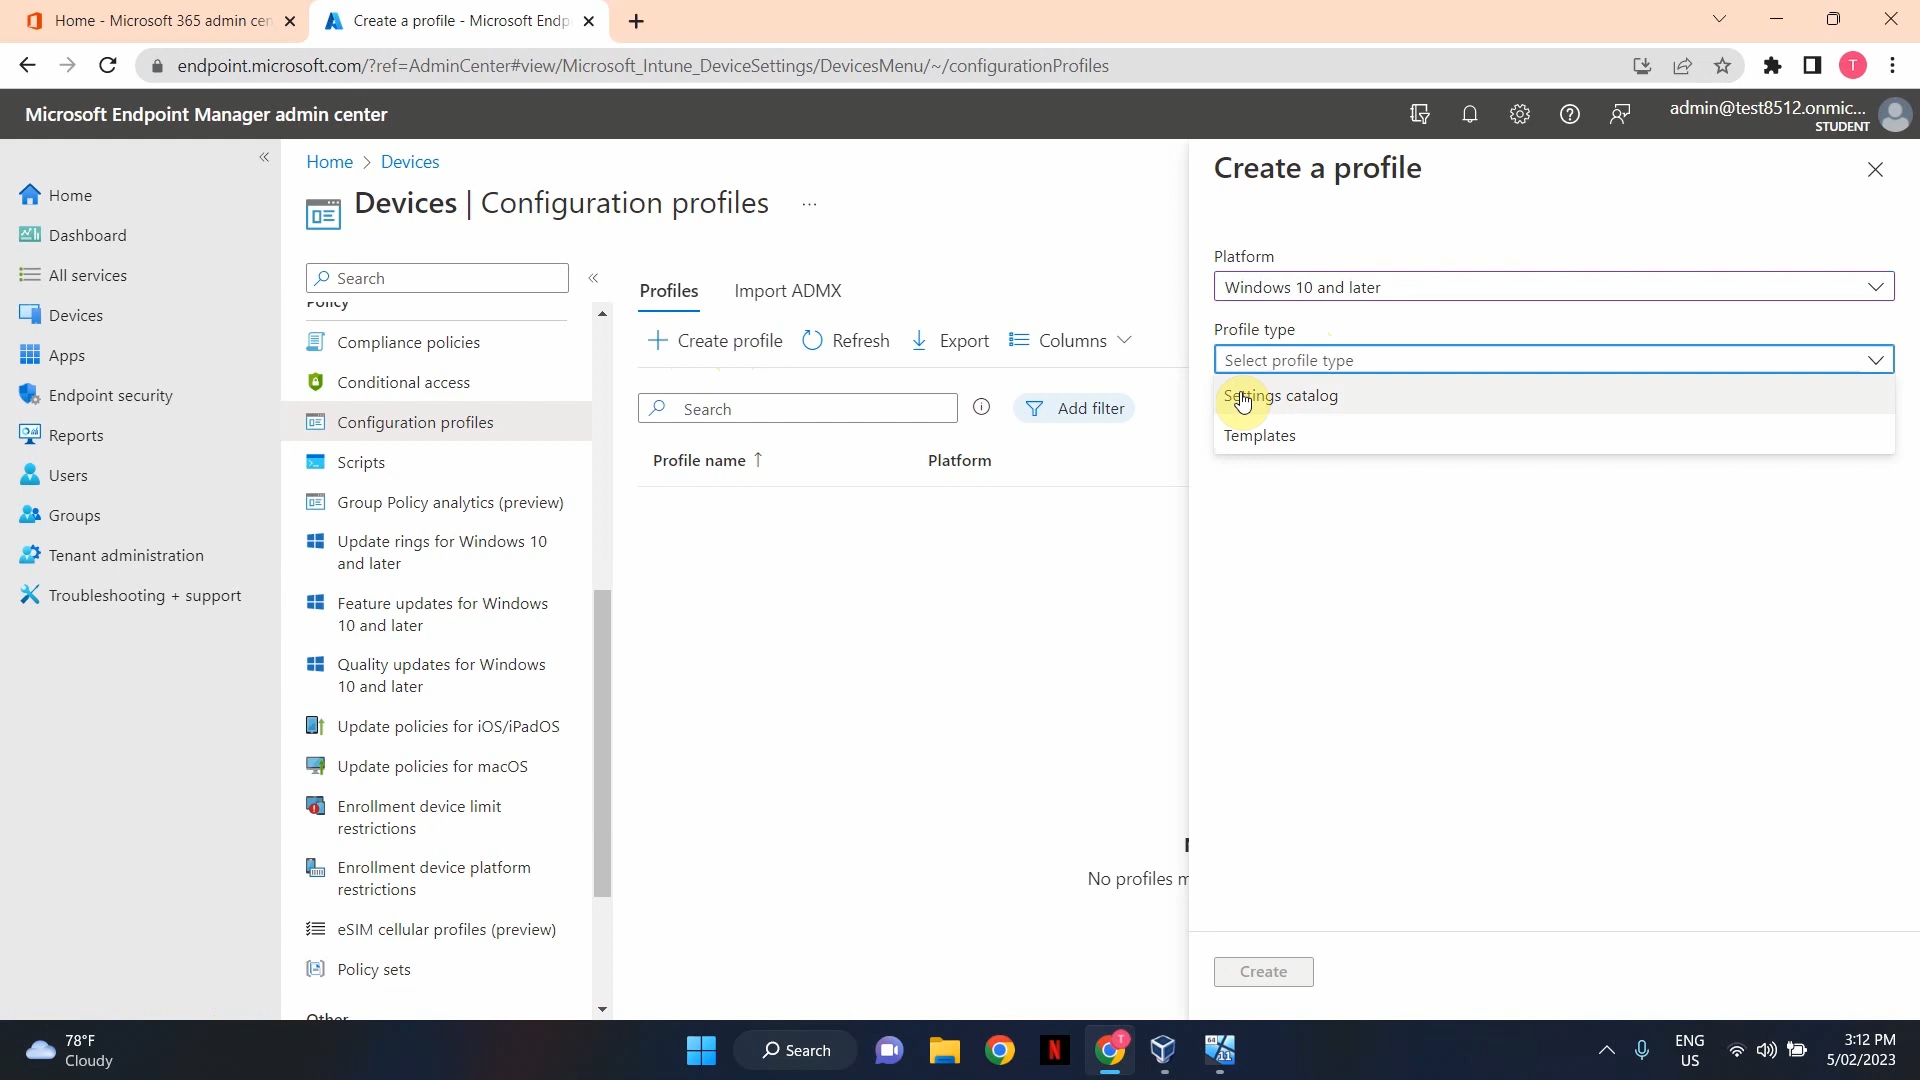 Home - Microsoft 365 admin cen
Create a profile - Microsoft Endp
endpoint.microsoft.com/?ref=AdminCenter#view/Microsoft_Intune_DeviceSettings/DevicesMenu/~/configurationProfiles
T
Microsoft Endpoint Manager admin center
admin@test8512.onmic...
STUDENT
Home
Dashboard
All services
Devices
Apps
Endpoint security
Reports
Users
Groups
Tenant administration
Troubleshooting + support
Home > Devices
Devices | Configuration profiles ...
Search
Policy
Compliance policies
Conditional access
Configuration profiles
Scripts
Group Policy analytics (preview)
Update rings for Windows 10
and later
Feature updates for Windows
10 and later
Quality updates for Windows
10 and later
Update policies for iOS/iPadOS
Update policies for macOS
Enrollment device limit
restrictions
Enrollment device platform
restrictions
eSIM cellular profiles (preview)
Policy sets
Other
Profiles Import ADMX
Create profile Refresh Export Columns
Search Add filter
Profile name ↑ Platform
No profiles
Create a profile
Platform
Windows 10 and later
Profile type
Select profile type
Settings catalog
Templates
Create
78°F
Cloudy
Search
N
T
64
11
ENG
US
3:12 PM
5/02/2023